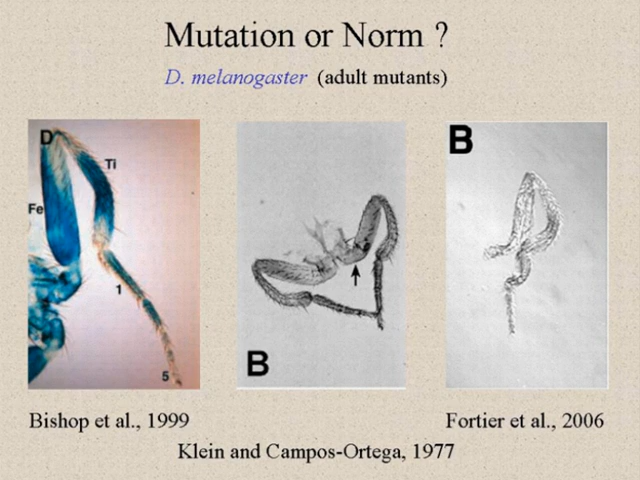 Mutation or Norm ?
D. melanogaster (adult mutants)
D
Ti
Fe
1
5
B
B
Bishop et al., 1999
Fortier et al., 2006
Klein and Campos-Ortega, 1977